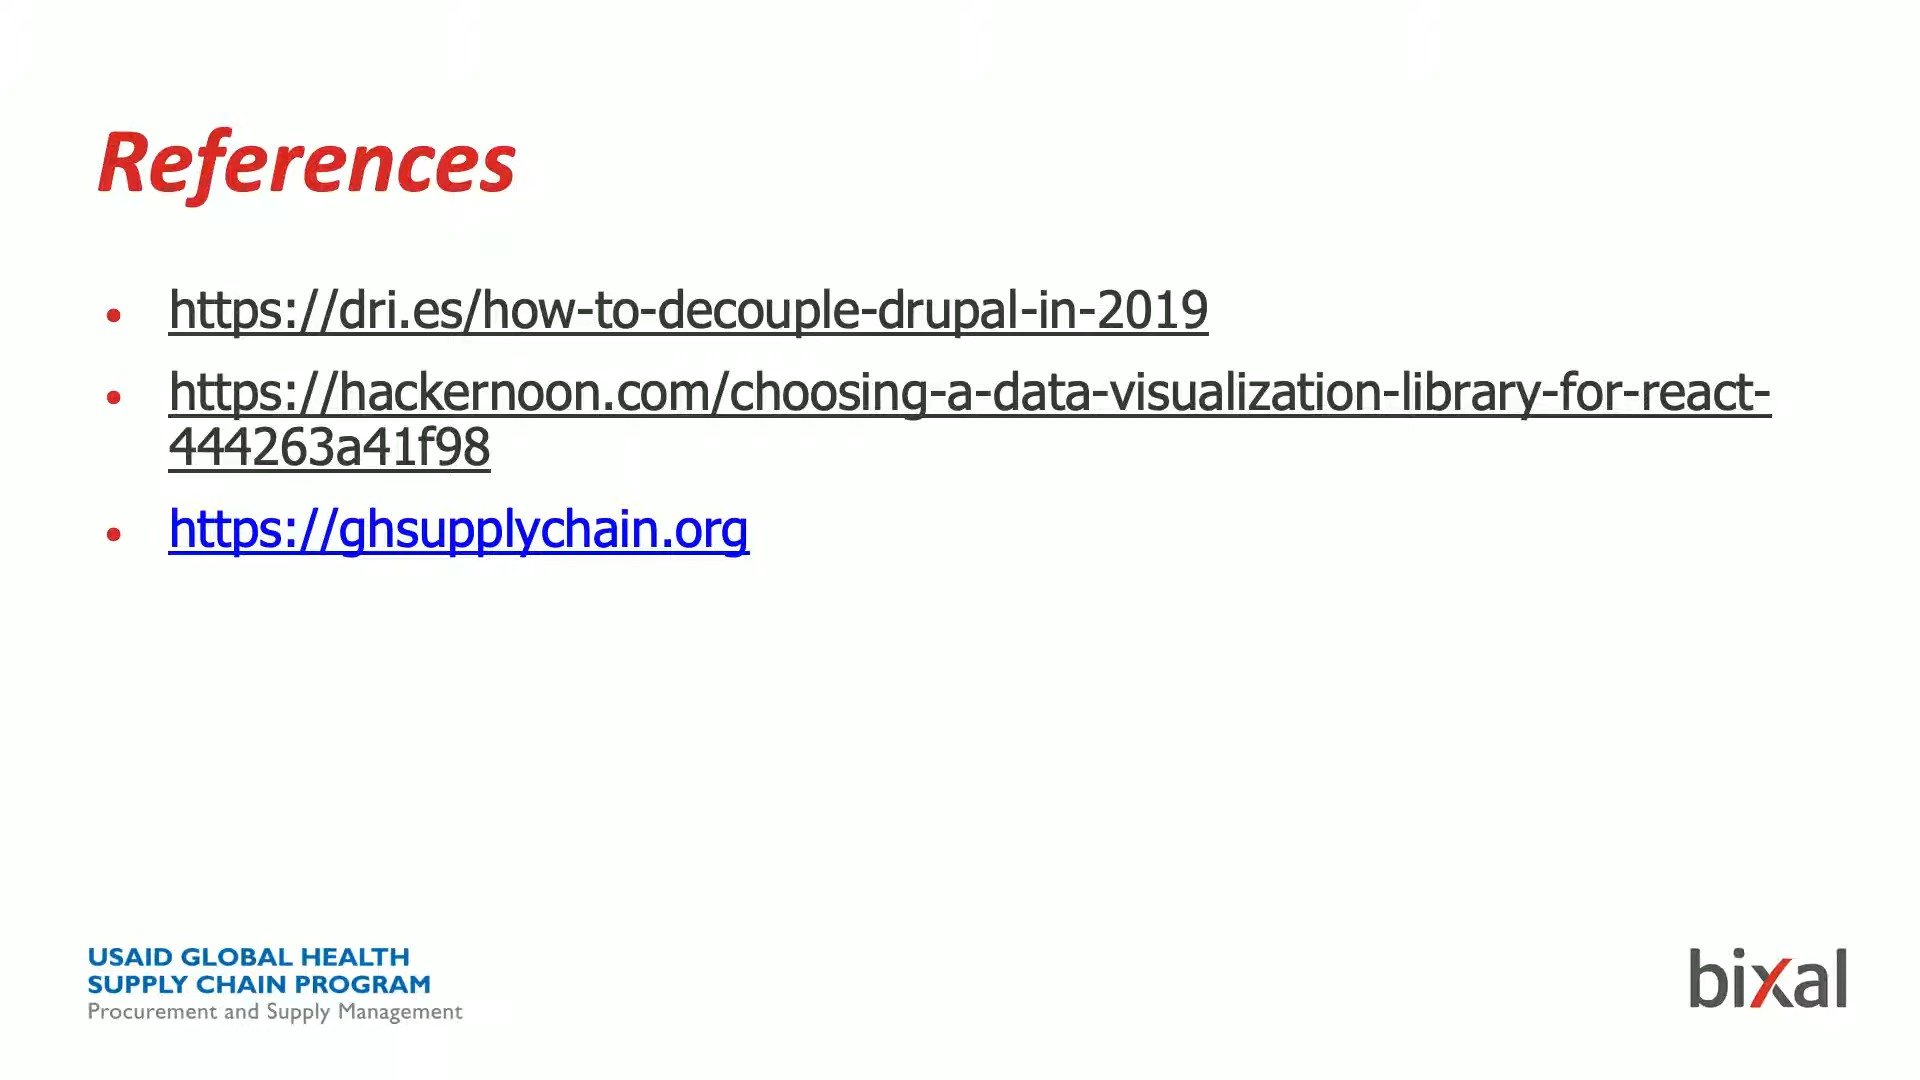 References
• https://dri.es/how-to-decouple-drupal-in-2019
• https://hackernoon.com/choosing-a-data-visualization-library-for-react-
444263a41f98
• https://ghsupplychain.org
USAID GLOBAL HEALTH
SUPPLY CHAIN PROGRAM
Procurement and Supply Management
bixal